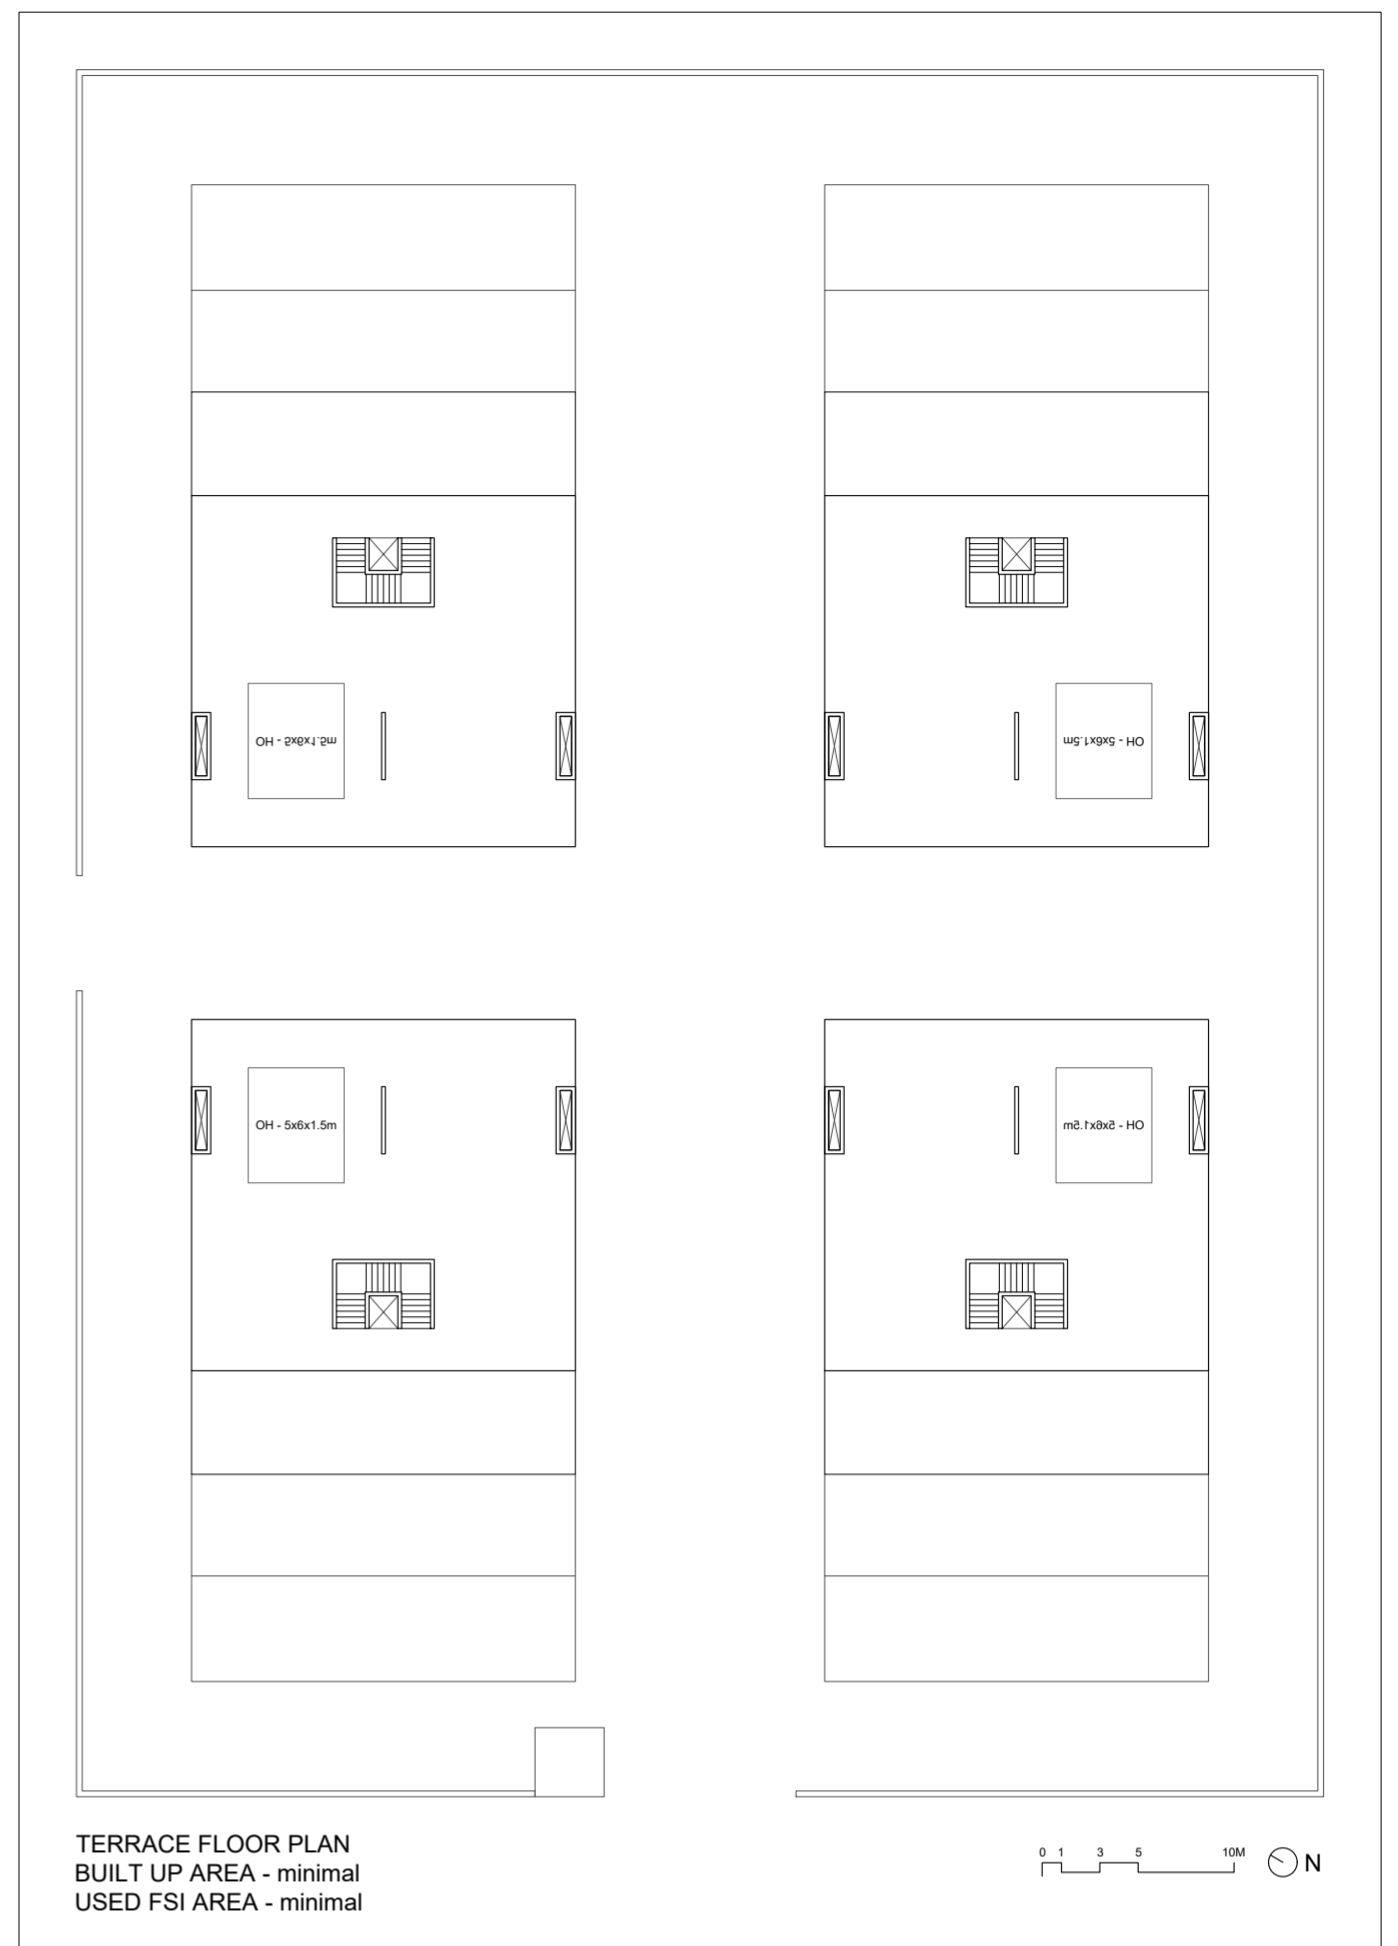 OH - 5x6x1.5m
OH - 5x6x1.5m
OH - 5x6x1.5m
OH - 5x6x1.5m
TERRACE FLOOR PLAN
BUILT UP AREA - minimal
USED FSI AREA - minimal
0 1 3 5 10M
N